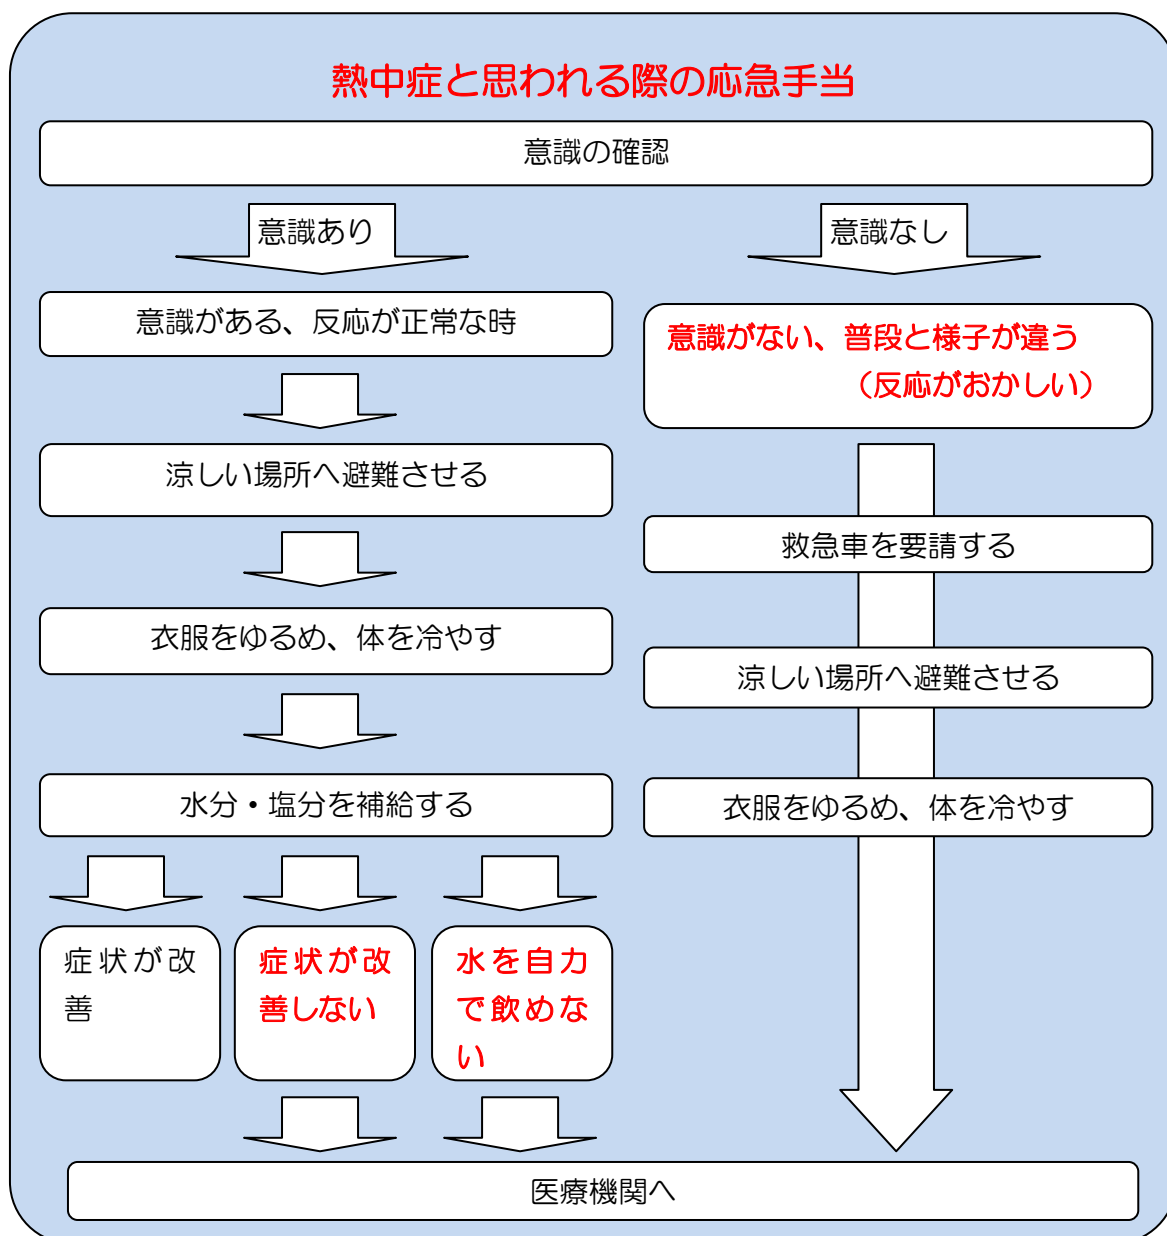 熱中症と思われる際の応急手当
意識の確認
意識あり
意識なし
意識がある、反応が正常な時
意識がない、普段と様子が違う
（反応がおかしい）
涼しい場所へ避難させる
救急車を要請する
衣服をゆるめ、体を冷やす
涼しい場所へ避難させる
水分・塩分を補給する
衣服をゆるめ、体を冷やす
症状が改
善
症状が改
善しない
水を自力
で飲めな
い
医療機関へ